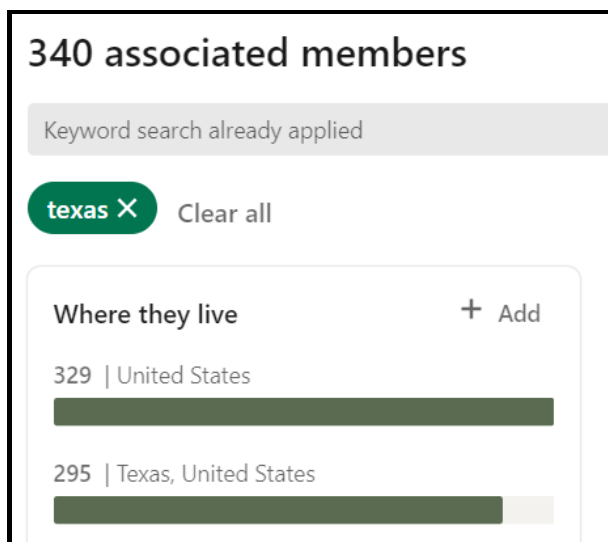 340 associated members
Keyword search already applied
texas ✕ Clear all
Where they live + Add
329 | United States
295 | Texas, United States